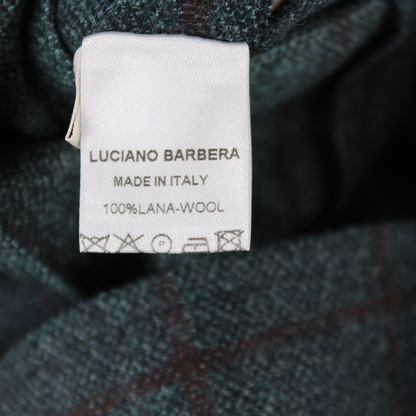 LUCIANO BARBERA
MADE IN ITALY
100%LANA-WOOL
P